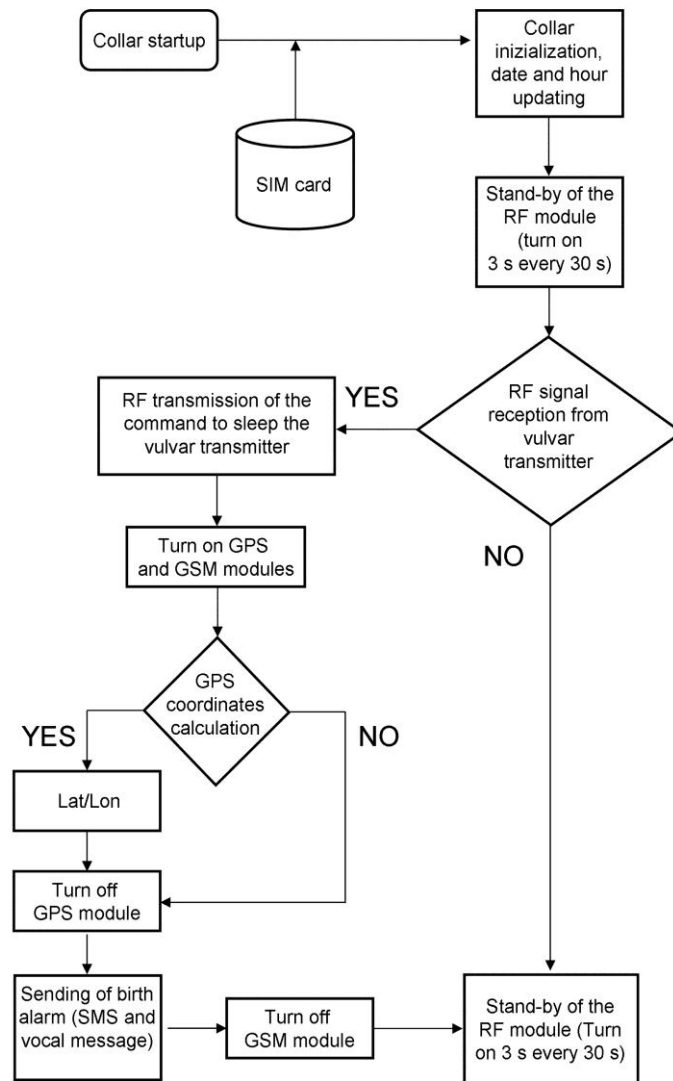 Collar startup
Collar
inizialization,
date and hour
updating
SIM card
Stand-by of the
RF module
(turn on
3 s every 30 s)
RF signal
reception from
vulvar
transmitter
YES
RF transmission of the
command to sleep the
vulvar transmitter
NO
Turn on GPS
and GSM modules
GPS
coordinates
calculation
YES
NO
Lat/Lon
Turn off
GPS module
Sending of birth
alarm (SMS and
vocal message)
Turn off
GSM module
Stand-by of the
RF module (Turn
on 3 s every 30 s)